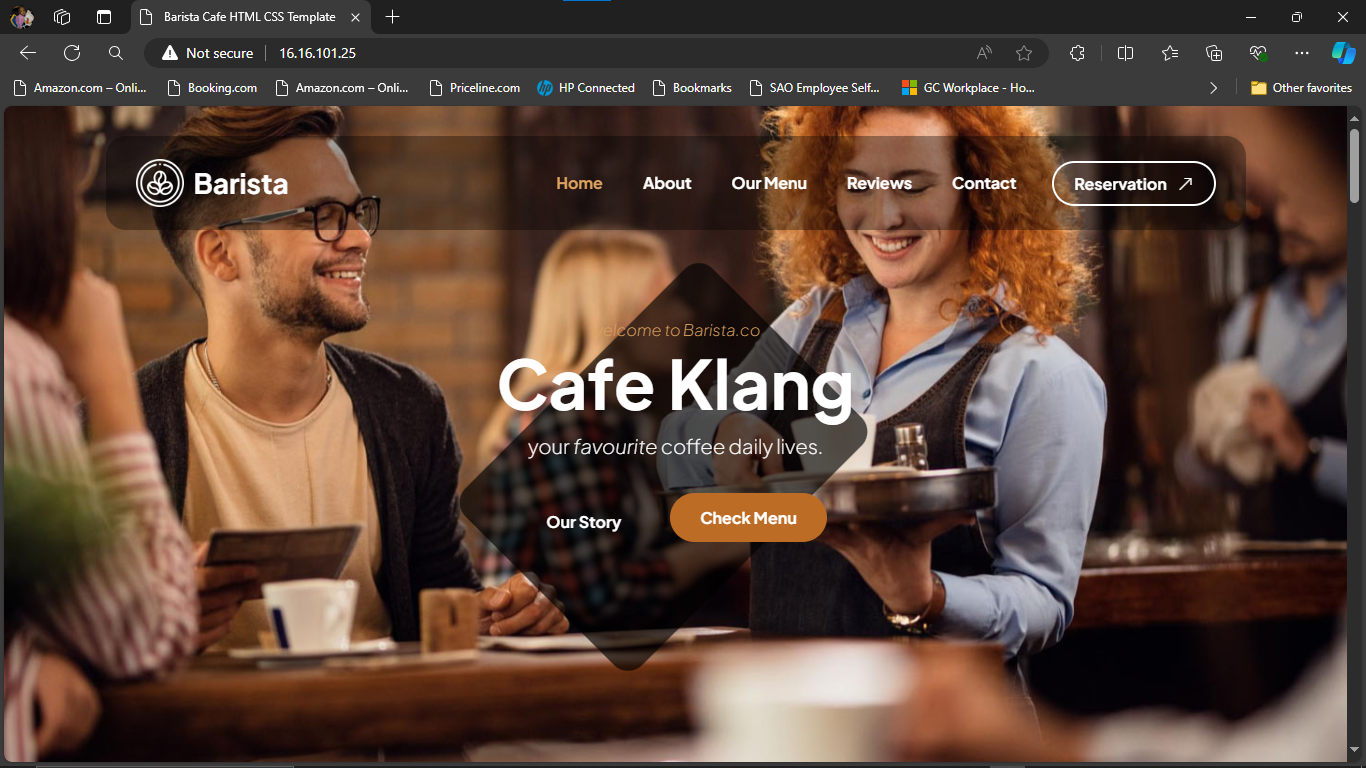 Barista Cafe HTML CSS Template
Not secure
16.16.101.25
Amazon.com – Onli...
Booking.com
Amazon.com – Onli...
Priceline.com
HP Connected
Bookmarks
SAO Employee Self...
GC Workplace - Ho...
Other favorites
Barista
Home
About
Our Menu
Reviews
Contact
Reservation
welcome to Barista.co
Cafe Klang
your favourite coffee daily lives.
Our Story
Check Menu